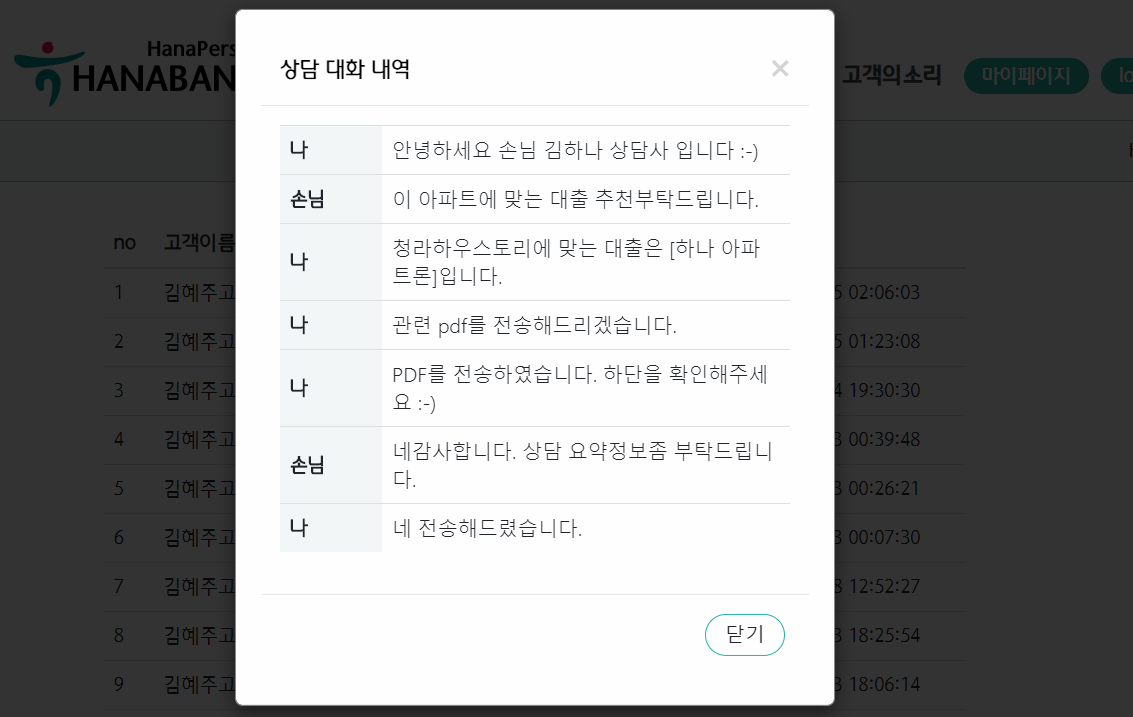 HanaPers
HANABAN
고객의소리
마이페이지
lo
상담 대화 내역
×
나
안녕하세요 손님 김하나 상담사 입니다 :-)
손님
이 아파트에 맞는 대출 추천부탁드립니다.
나
청라하우스토리에 맞는 대출은 [하나 아파
트론]입니다.
나
관련 pdf를 전송해드리겠습니다.
나
PDF를 전송하였습니다. 하단을 확인해주세
요 :-)
손님
네감사합니다. 상담 요약정보좀 부탁드립니
다.
나
네 전송해드렸습니다.
닫기
no 고객이름
1 김예주고 5 02:06:03
2 김예주고 5 01:23:08
3 김예주고 4 19:30:30
4 김예주고 3 00:39:48
5 김예주고 3 00:26:21
6 김예주고 3 00:07:30
7 김예주고 8 12:52:27
8 김예주고 3 18:25:54
9 김예주고 3 18:06:14